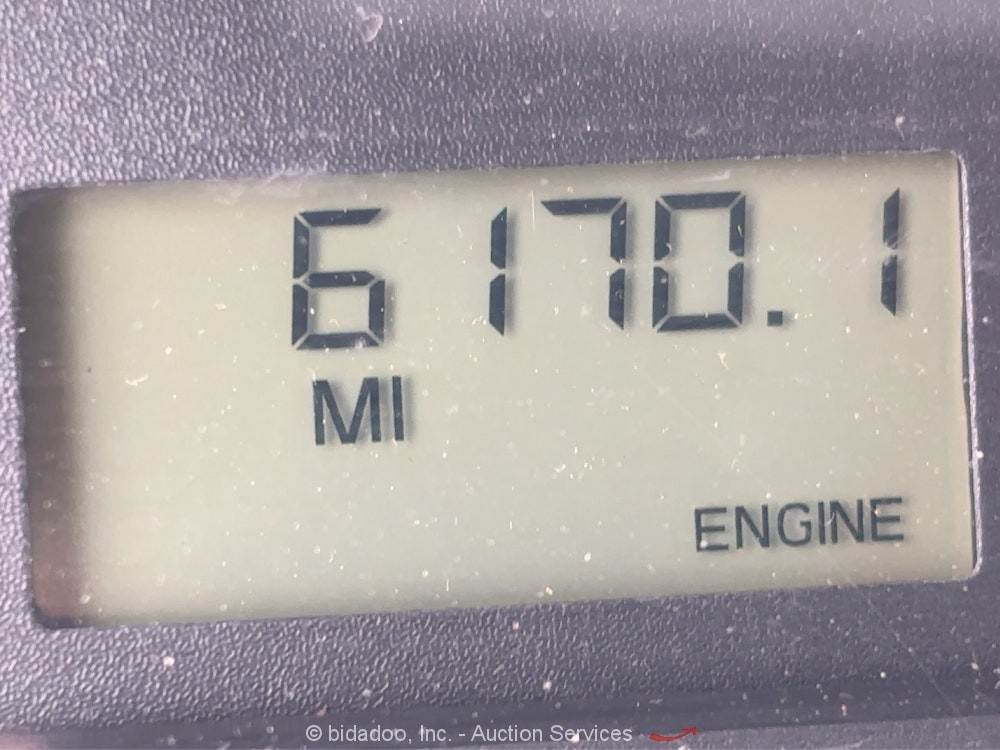 6170.1
MI
ENGINE
© bidadoo, Inc. - Auction Services